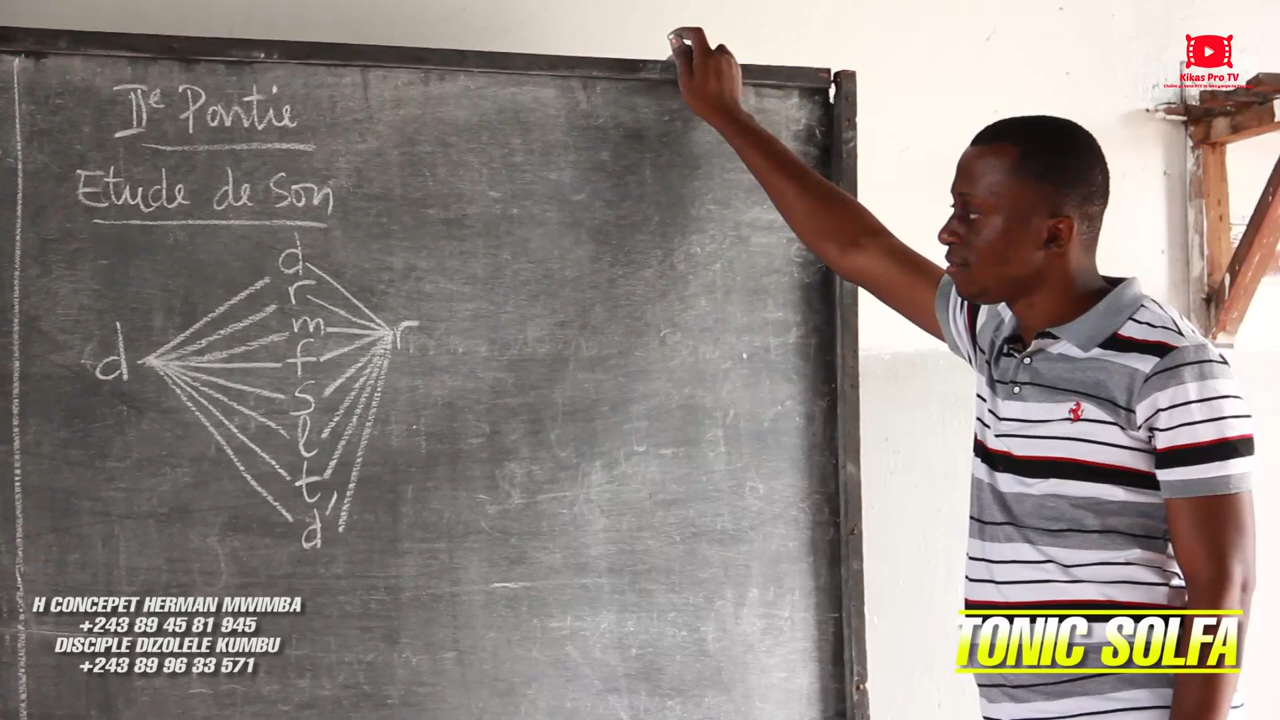 IIe Partie
Etude de Son
d
r
m
f
s
l
t
d
d
r
Kikas Pro TV
H CONCEPET HERMAN MWIMBA
+243 89 45 81 945
DISCIPLE DIZOLELE KUMBU
+243 89 96 33 571
TONIC SOLFA